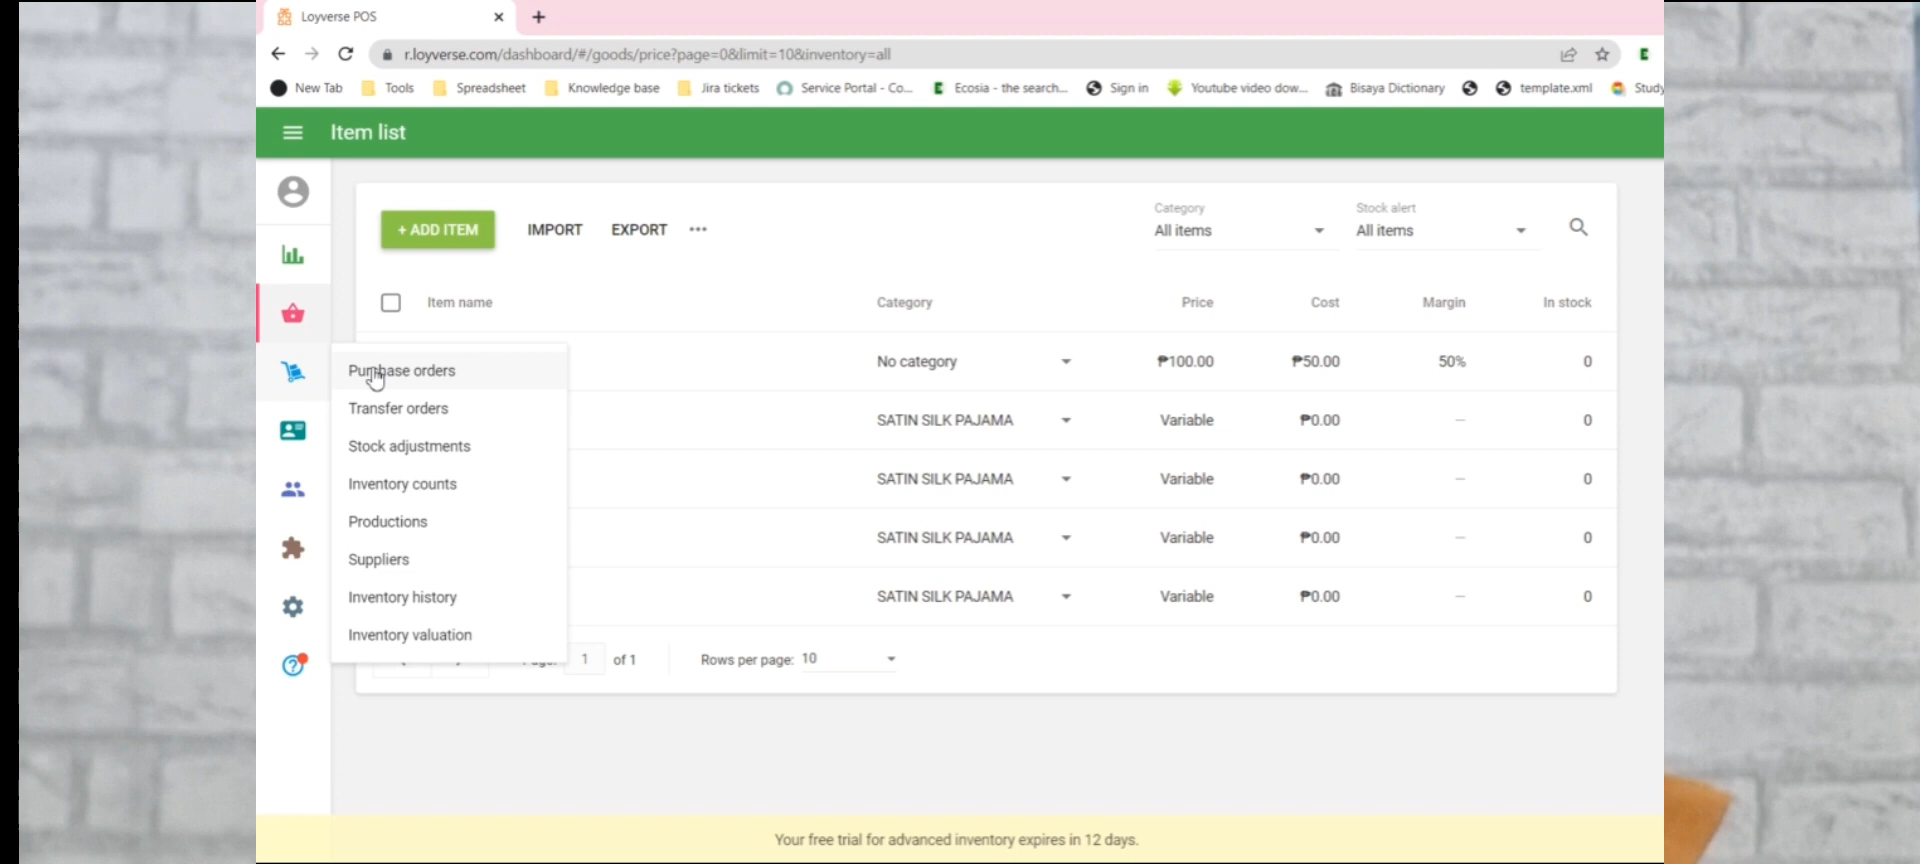 Loyverse POS
r.loyverse.com/dashboard/#/goods/price?page=0&limit=10&inventory=all
New Tab Tools Spreadsheet Knowledge base Jira tickets Service Portal - Co... Ecosia - the search... Sign in Youtube video dow... Bisaya Dictionary template.xml Study
Item list
+ ADD ITEM IMPORT EXPORT ••• Category All items Stock alert All items
Item name Category Price Cost Margin In stock
No category ₱100.00 ₱50.00 50% 0
SATIN SILK PAJAMA Variable ₱0.00 — 0
SATIN SILK PAJAMA Variable ₱0.00 — 0
SATIN SILK PAJAMA Variable ₱0.00 — 0
SATIN SILK PAJAMA Variable ₱0.00 — 0
Purchase orders
Transfer orders
Stock adjustments
Inventory counts
Productions
Suppliers
Inventory history
Inventory valuation
1 of 1 Rows per page: 10
Your free trial for advanced inventory expires in 12 days.